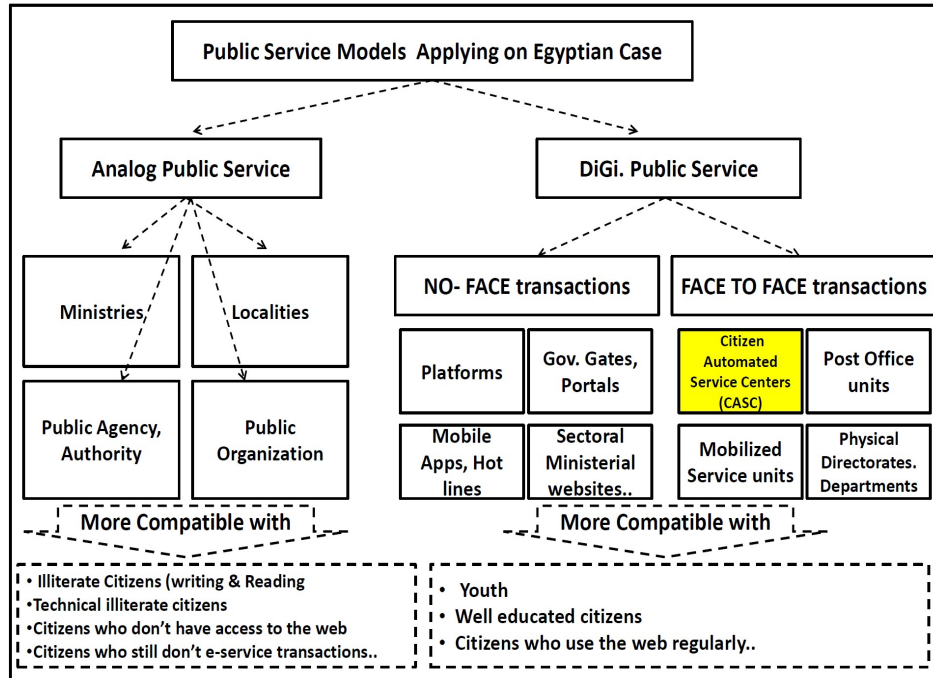 Public Service Models Applying on Egyptian Case
Analog Public Service
DiGi. Public Service
Ministries
Localities
Public Agency,
Authority
Public
Organization
NO- FACE transactions
FACE TO FACE transactions
Platforms
Gov. Gates,
Portals
Mobile
Apps, Hot
lines
Sectoral
Ministerial
websites..
Citizen
Automated
Service Centers
(CASC)
Post Office
units
Mobilized
Service units
Physical
Directorates.
Departments
More Compatible with
More Compatible with
• Illiterate Citizens (writing & Reading
•Technical illiterate citizens
•Citizens who don't have access to the web
•Citizens who still don't e-service transactions..
• Youth
• Well educated citizens
• Citizens who use the web regularly..